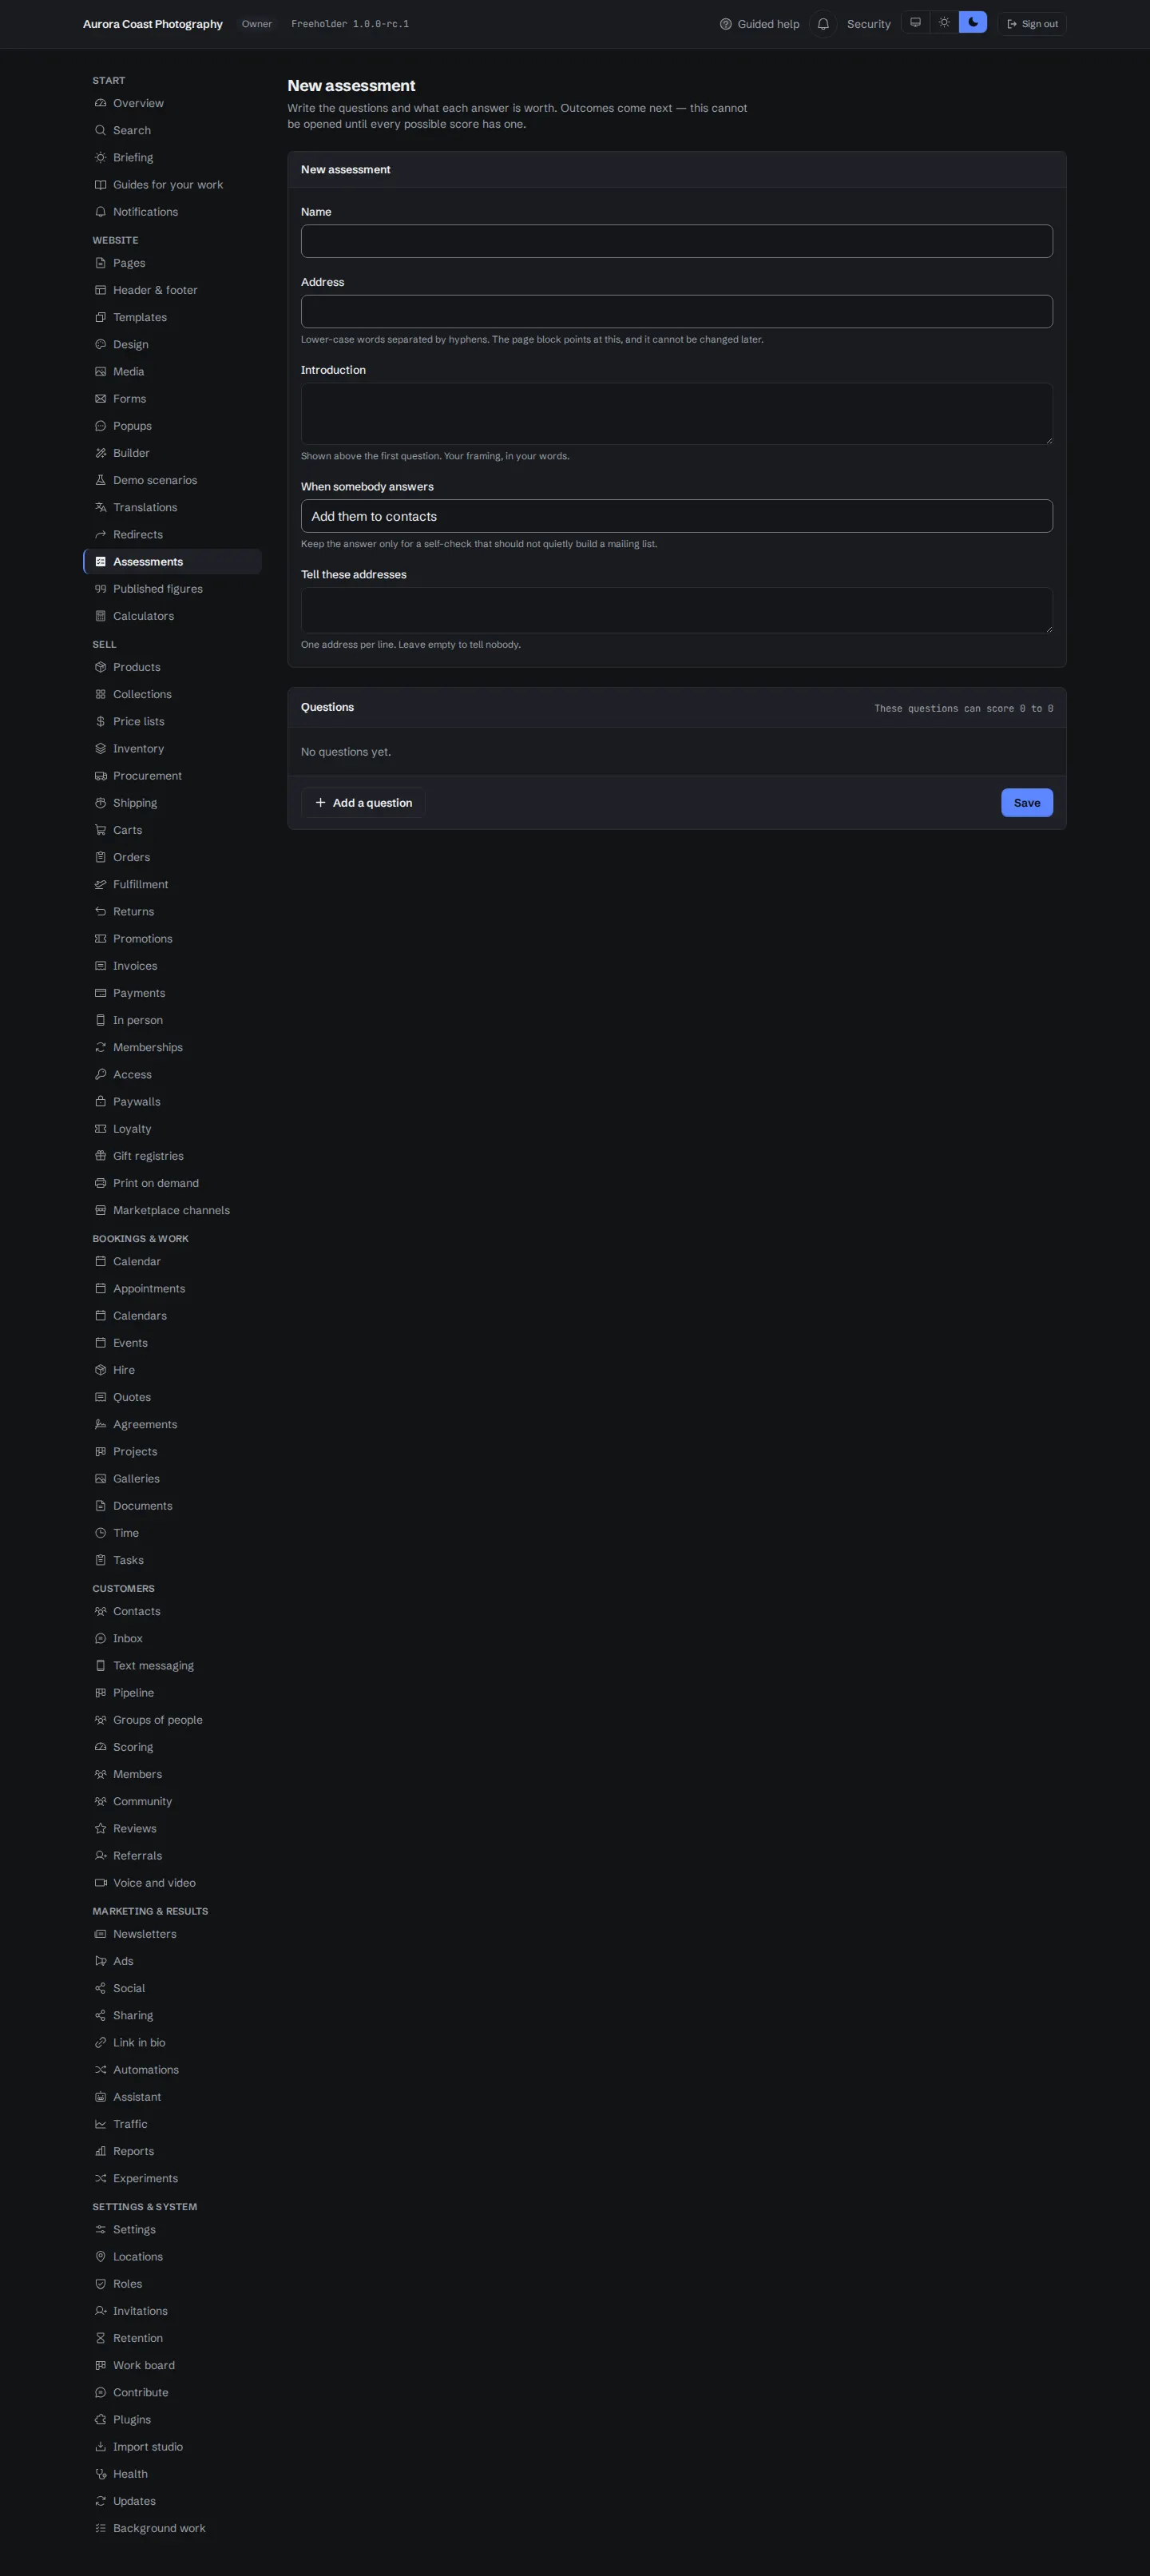 Aurora Coast Photography
Owner
Freeholder 1.0.0-rc.1
Guided help
Security
Sign out
START
Overview
Search
Briefing
Guides for your work
Notifications
WEBSITE
Pages
Header & footer
Templates
Design
Media
Forms
Popups
Builder
Demo scenarios
Translations
Redirects
Assessments
Published figures
Calculators
SELL
Products
Collections
Price lists
Inventory
Procurement
Shipping
Carts
Orders
Fulfillment
Returns
Promotions
Invoices
Payments
In person
Memberships
Access
Paywalls
Loyalty
Gift registries
Print on demand
Marketplace channels
BOOKINGS & WORK
Calendar
Appointments
Calendars
Events
Hire
Quotes
Agreements
Projects
Galleries
Documents
Time
Tasks
CUSTOMERS
Contacts
Inbox
Text messaging
Pipeline
Groups of people
Scoring
Members
Community
Reviews
Referrals
Voice and video
MARKETING & RESULTS
Newsletters
Ads
Social
Sharing
Link in bio
Automations
Assistant
Traffic
Reports
Experiments
SETTINGS & SYSTEM
Settings
Locations
Roles
Invitations
Retention
Work board
Contribute
Plugins
Import studio
Health
Updates
Background work
New assessment
Write the questions and what each answer is worth. Outcomes come next — this cannot
be opened until every possible score has one.
New assessment
Name
Address
Lower-case words separated by hyphens. The page block points at this, and it cannot be changed later.
Introduction
Shown above the first question. Your framing, in your words.
When somebody answers
Add them to contacts
Keep the answer only for a self-check that should not quietly build a mailing list.
Tell these addresses
One address per line. Leave empty to tell nobody.
Questions
These questions can score 0 to 0
No questions yet.
Add a question
Save